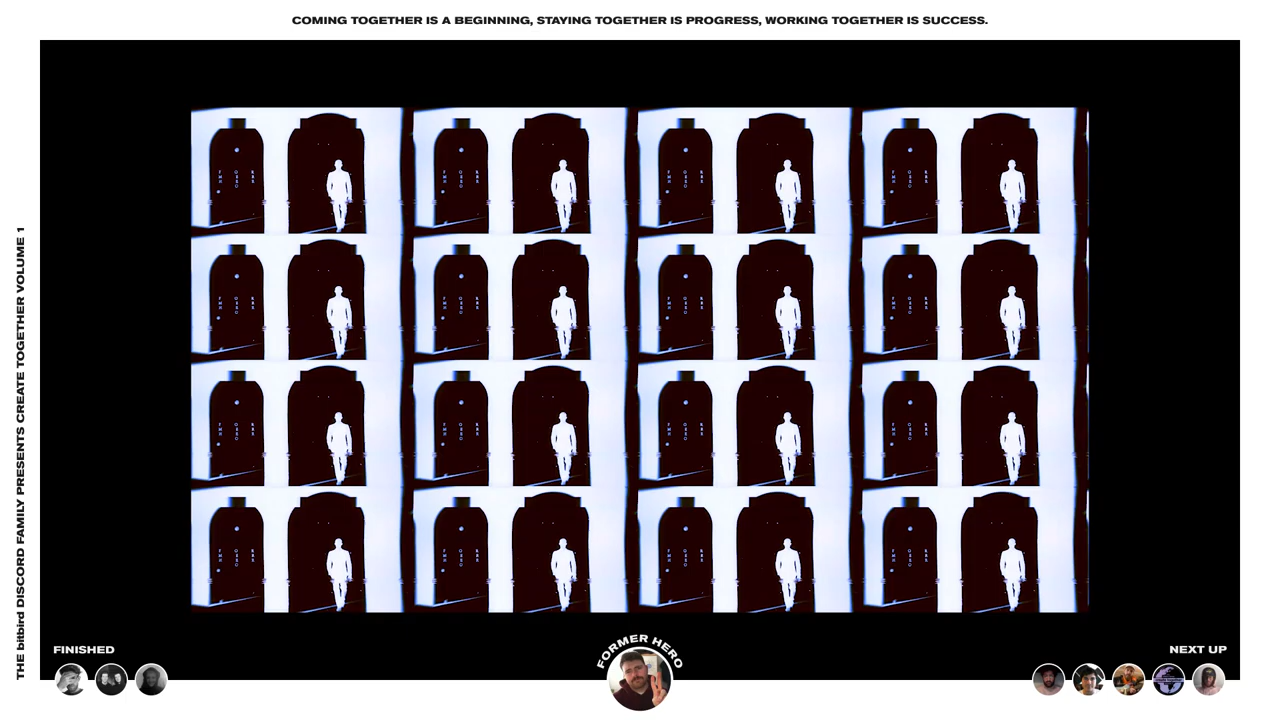 COMING TOGETHER IS A BEGINNING, STAYING TOGETHER IS PROGRESS, WORKING TOGETHER IS SUCCESS.
THE bitbird DISCORD FAMILY PRESENTS CREATE TOGETHER VOLUME 1
FINISHED
FORMER HERO
NEXT UP